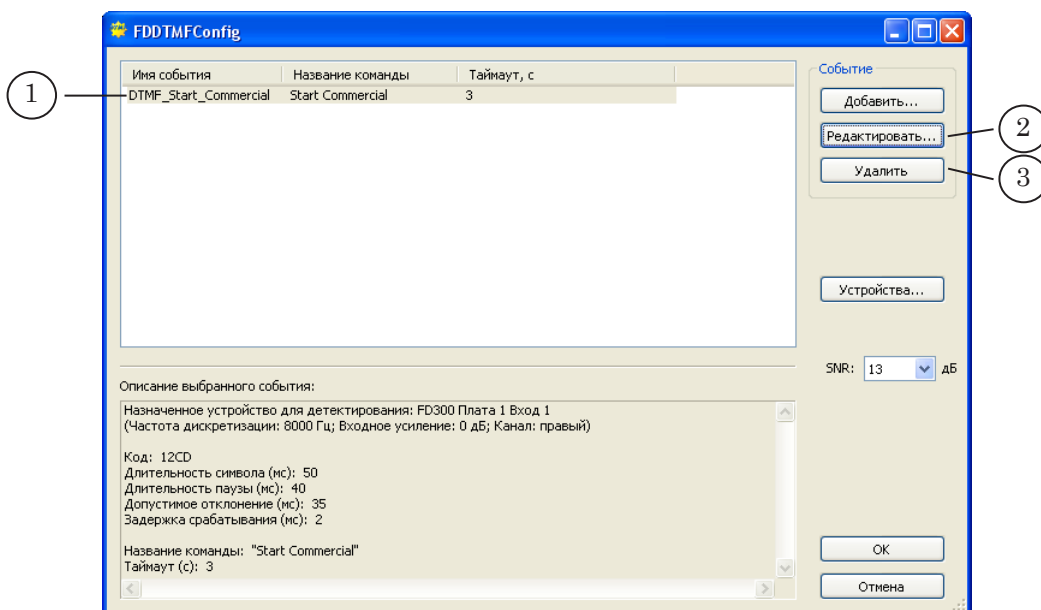 FDDTMFConfig
Имя события Название команды Таймаут, с
DTMF_Start_Commercial Start Commercial 3
1
Событие
Добавить...
Редактировать...
2
Удалить
3
Устройства...
SNR: 13 дБ
Описание выбранного события:
Назначенное устройство для детектирования: FD300 Плата 1 Вход 1
(Частота дискретизации: 8000 Гц; Входное усиление: 0 дБ; Канал: правый)
Код: 12CD
Длительность символа (мс): 50
Длительность паузы (мс): 40
Допустимое отклонение (мс): 35
Задержка срабатывания (мс): 2
Название команды: "Start Commercial"
Таймаут (с): 3
OK
Отмена